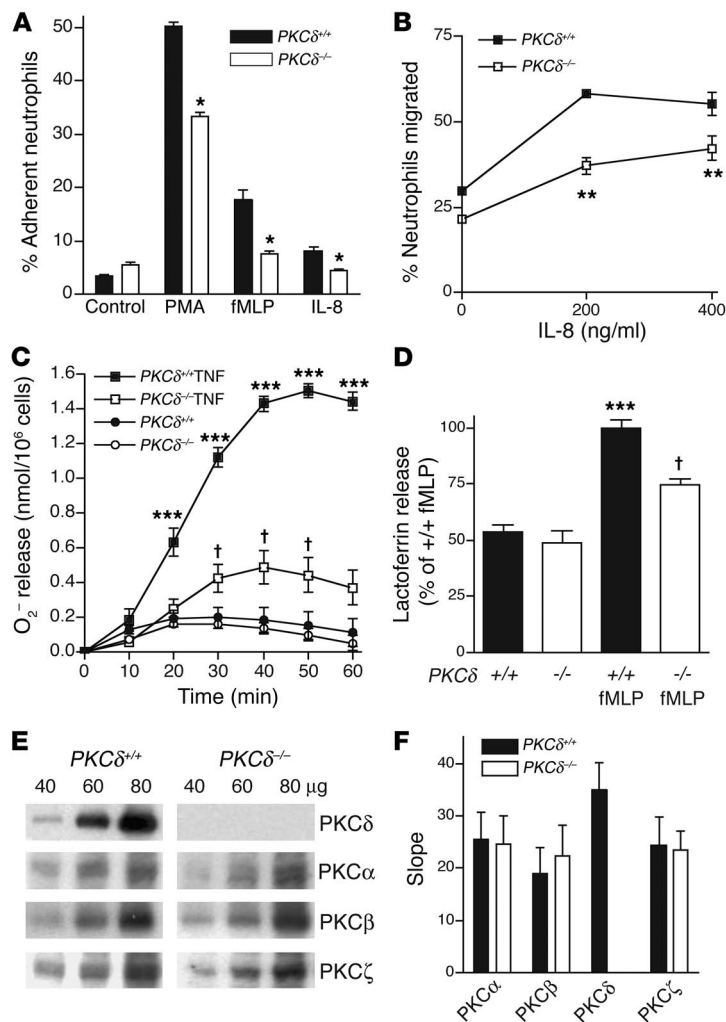 A
PKCδ+/+
PKCδ–/–
% Adherent neutrophils
50
40
30
20
10
0
*
*
*
*
Control PMA fMLP IL-8
B
PKCδ+/+
PKCδ–/–
% Neutrophils migrated
75
50
25
0
**
**
0 200 400
IL-8 (ng/ml)
C
PKCδ+/+TNF
PKCδ–/–TNF
PKCδ+/+
PKCδ–/–
O2– release (nmol/10⁶ cells)
1.6
1.4
1.2
1.0
0.8
0.6
0.4
0.2
0
***
***
***
***
***
† † †
0 10 20 30 40 50 60
Time (min)
D
Lactoferrin release
(% of +/+ fMLP)
100
75
50
25
0
***
†
PKCδ +/+ -/- +/+ -/-
fMLP fMLP
E
PKCδ+/+ PKCδ–/–
40 60 80 40 60 80 μg
PKCδ
PKCα
PKCβ
PKCζ
F
PKCδ+/+
PKCδ–/–
Slope
40
30
20
10
0
PKCα PKCβ PKCδ PKCζ